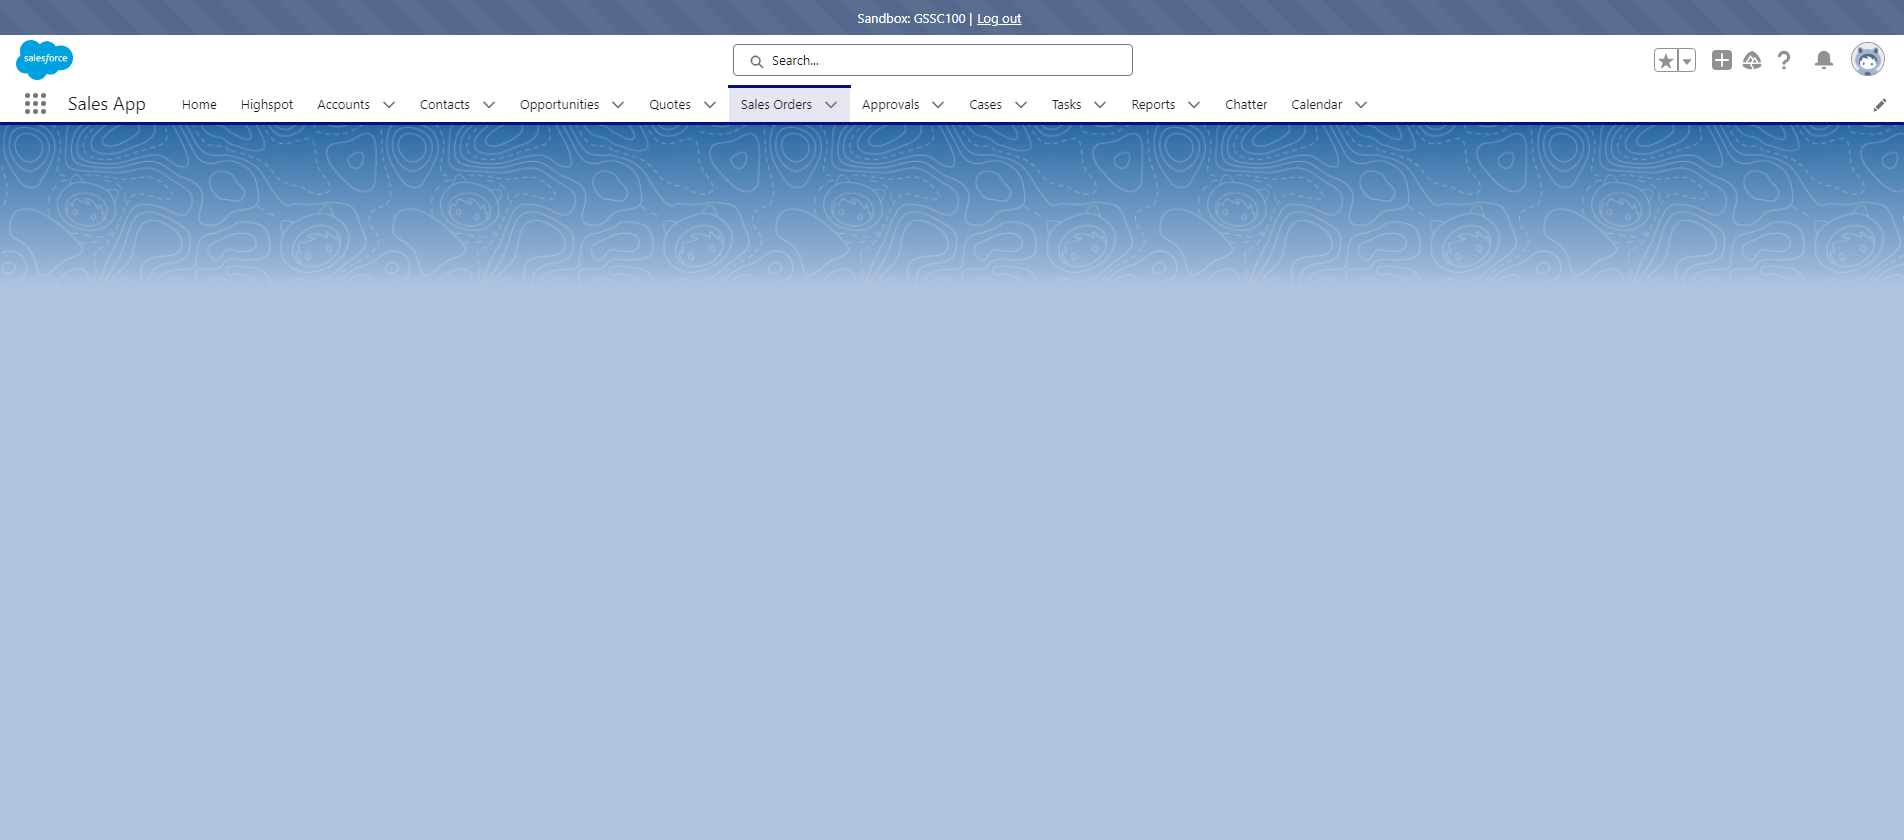 Sandbox: GSSC100 | Log out
salesforce
Search...
Sales App Home Highspot Accounts Contacts Opportunities Quotes Sales Orders Approvals Cases Tasks Reports Chatter Calendar